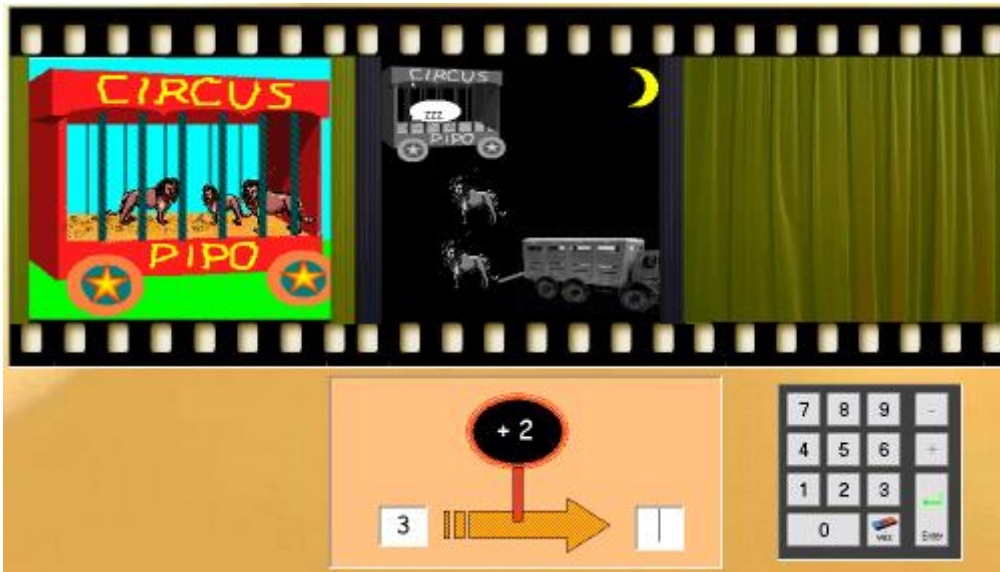 CIRCUS
PIPO
CIRCUS
zzz
PIPO
+ 2
3
7 8 9 -
4 5 6 +
1 2 3
0 Enter